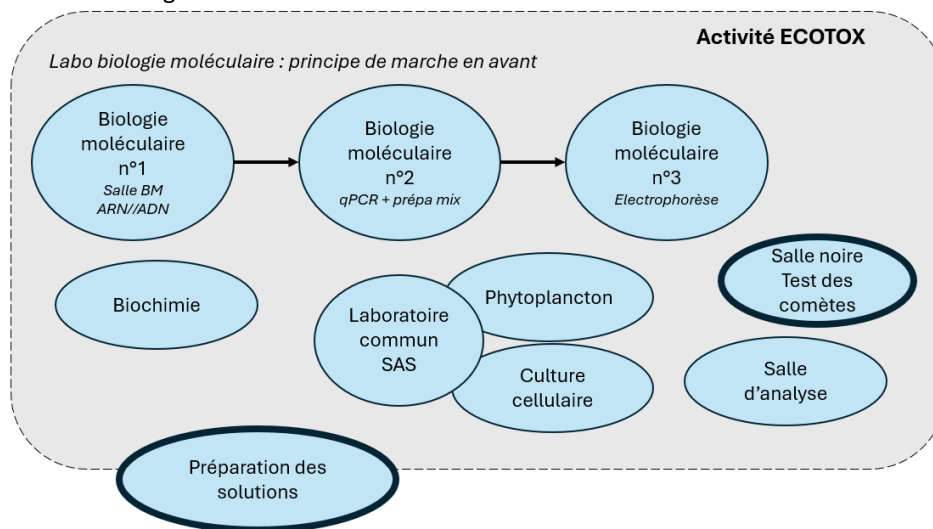 Activité ECOTOX
Labo biologie moléculaire : principe de marche en avant
Biologie
moléculaire
n°1
Salle BM
ARN//ADN
Biologie
moléculaire
n°2
qPCR + prépa mix
Biologie
moléculaire
n°3
Electrophorèse
Biochimie
Laboratoire
commun
SAS
Phytoplancton
Culture
cellulaire
Salle noire
Test des
comètes
Salle
d'analyse
Préparation des
solutions